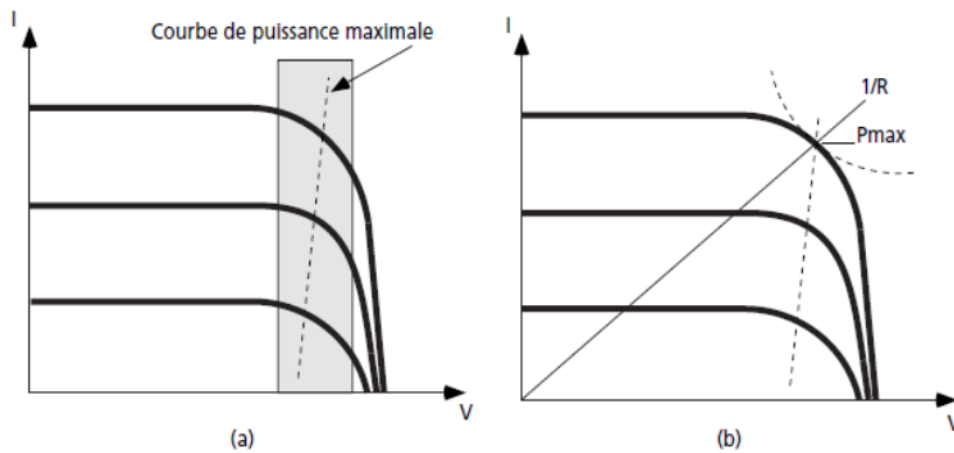 I
Courbe de puissance maximale
V
(a)
I
1/R
Pmax
V
(b)